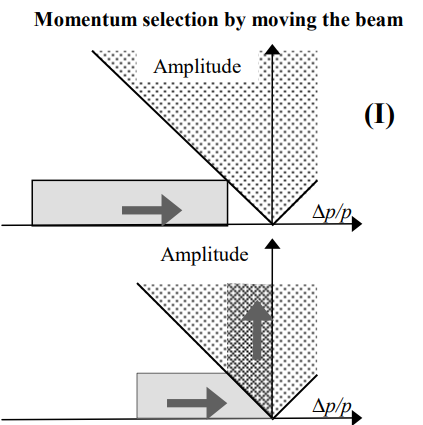 Momentum selection by moving the beam
Amplitude
(I)
Δp/p
Amplitude
Δp/p